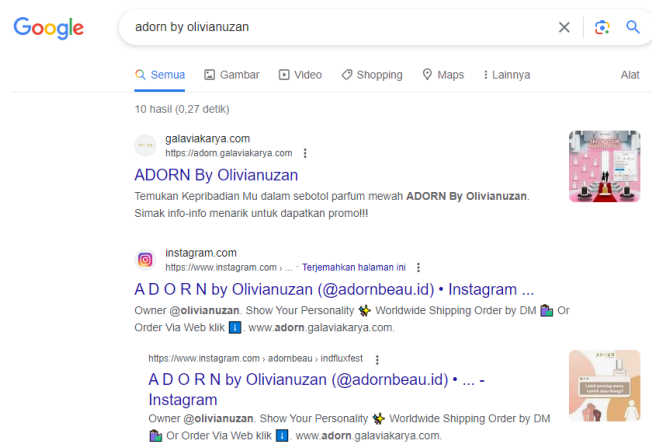 Google
adorn by olivianuzan
Semua Gambar Video Shopping Maps Lainnya Alat
10 hasil (0,27 detik)
galaviakarya.com
https://adorn.galaviakarya.com
ADORN By Olivianuzan
Temukan Kepribadian Mu dalam sebotol parfum mewah ADORN By Olivianuzan.
Simak info-info menarik untuk dapatkan promo!!!
instagram.com
https://www.instagram.com › ... · Terjemahkan halaman ini
A D O R N by Olivianuzan (@adornbeau.id) • Instagram ...
Owner @olivianuzan. Show Your Personality Worldwide Shipping Order by DM Or
Order Via Web klik ⬇. www.adorn.galaviakarya.com.
https://www.instagram.com › adornbeau › indfluxfest
A D O R N by Olivianuzan (@adornbeau.id) • ... -
Instagram
Owner @olivianuzan. Show Your Personality Worldwide Shipping Order by DM
Or Order Via Web klik ⬇. www.adorn.galaviakarya.com.